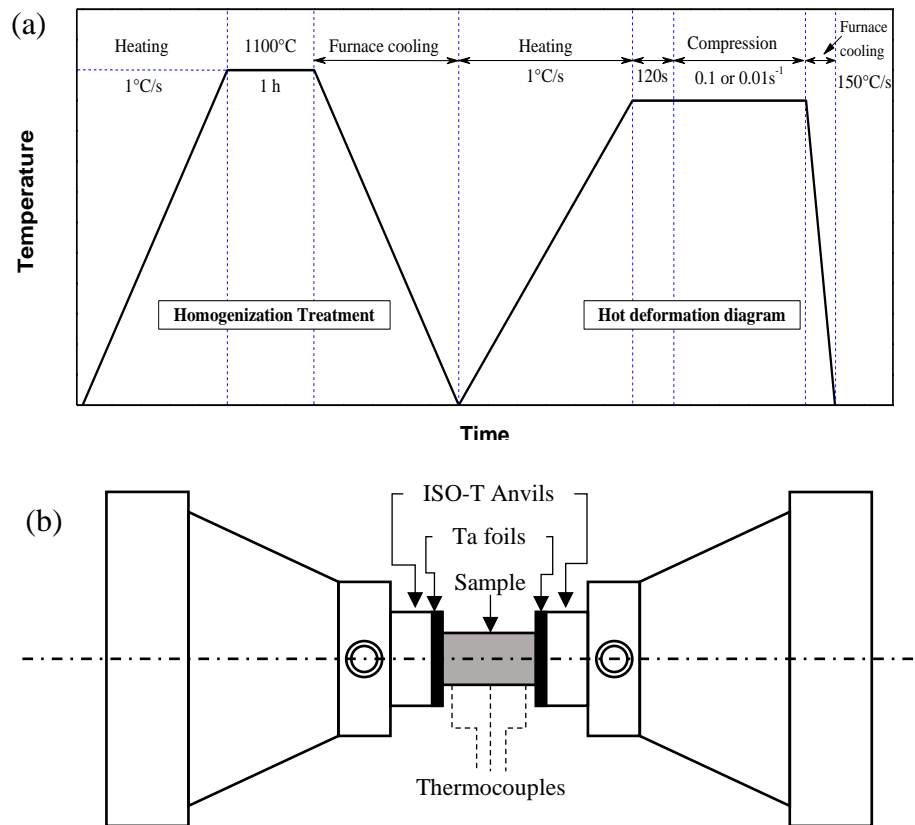 (a)
Heating
1100°C
Furnace cooling
Heating
Compression
Furnace
cooling
1°C/s
1 h
1°C/s
120s
0.1 or 0.01s⁻¹
150°C/s
Temperature
Homogenization Treatment
Hot deformation diagram
Time
(b)
ISO-T Anvils
Ta foils
Sample
Thermocouples